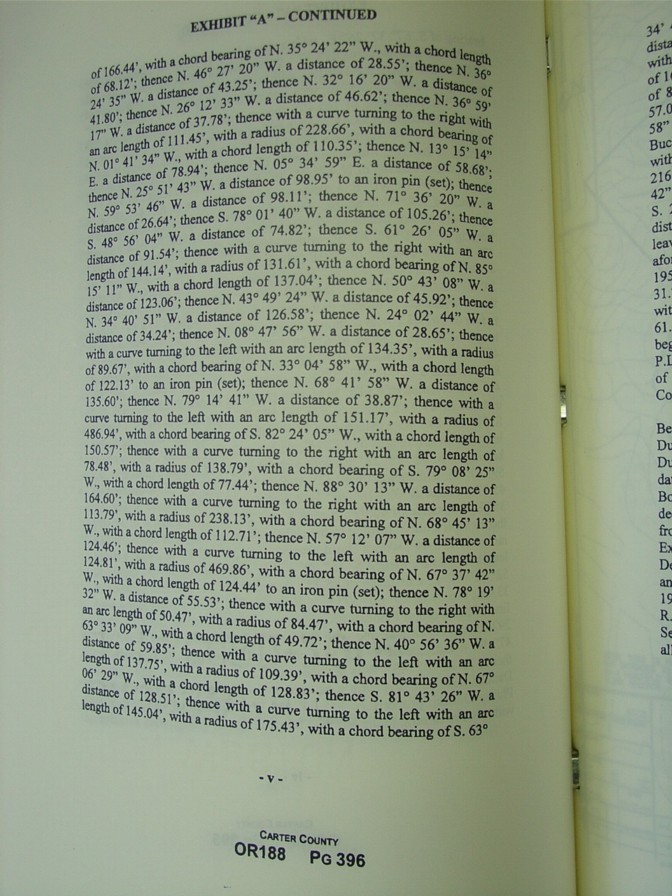 EXHIBIT "A" – CONTINUED
of 166.44', with a chord bearing of N. 35° 24' 22" W., with a chord length
of 68.12'; thence N. 46° 27' 20" W. a distance of 28.55'; thence N. 36°
24' 35" W. a distance of 43.25'; thence N. 32° 16' 20" W. a distance of
41.80'; thence N. 26° 12' 33" W. a distance of 46.62'; thence N. 36° 59'
17" W. a distance of 37.78'; thence with a curve turning to the right with
an arc length of 111.45', with a radius of 228.66', with a chord bearing of
N. 01° 41' 34" W., with a chord length of 110.35'; thence N. 13° 15' 14"
E. a distance of 78.94'; thence N. 05° 34' 59" E. a distance of 58.68';
thence N. 25° 51' 43" W. a distance of 98.95' to an iron pin (set); thence
N. 59° 53' 46" W. a distance of 98.11'; thence N. 71° 36' 20" W. a
distance of 26.64'; thence S. 78° 01' 40" W. a distance of 105.26'; thence
S. 48° 56' 04" W. a distance of 74.82'; thence S. 61° 26' 05" W. a
distance of 91.54'; thence with a curve turning to the right with an arc
length of 144.14', with a radius of 131.61', with a chord bearing of N. 85°
15' 11" W., with a chord length of 137.04'; thence N. 50° 43' 08" W. a
distance of 123.06'; thence N. 43° 49' 24" W. a distance of 45.92'; thence
N. 34° 40' 51" W. a distance of 126.58'; thence N. 24° 02' 44" W. a
distance of 34.24'; thence N. 08° 47' 56" W. a distance of 28.65'; thence
with a curve turning to the left with an arc length of 134.35', with a radius
of 89.67', with a chord bearing of N. 33° 04' 58" W., with a chord length
of 122.13' to an iron pin (set); thence N. 68° 41' 58" W. a distance of
135.60'; thence N. 79° 14' 41" W. a distance of 38.87'; thence with a
curve turning to the left with an arc length of 151.17', with a radius of
486.94', with a chord bearing of S. 82° 24' 05" W., with a chord length of
150.57'; thence with a curve turning to the right with an arc length of
78.48', with a radius of 138.79', with a chord bearing of S. 79° 08' 25"
W., with a chord length of 77.44'; thence N. 88° 30' 13" W. a distance of
164.60'; thence with a curve turning to the right with an arc length of
113.79', with a radius of 238.13', with a chord bearing of N. 68° 45' 13"
W., with a chord length of 112.71'; thence N. 57° 12' 07" W. a distance of
124.46'; thence with a curve turning to the left with an arc length of
124.81', with a radius of 469.86', with a chord bearing of N. 67° 37' 42"
W., with a chord length of 124.44' to an iron pin (set); thence N. 78° 19'
32" W. a distance of 55.53'; thence with a curve turning to the right with
an arc length of 50.47', with a radius of 84.47', with a chord bearing of N.
63° 33' 09" W., with a chord length of 49.72'; thence N. 40° 56' 36" W. a
distance of 59.85'; thence with a curve turning to the left with an arc
length of 137.75', with a radius of 109.39', with a chord bearing of N. 67°
06' 29" W., with a chord length of 128.83'; thence S. 81° 43' 26" W. a
distance of 128.51'; thence with a curve turning to the left with an arc
length of 145.04', with a radius of 175.43', with a chord bearing of S. 63°
- v -
CARTER COUNTY
OR188 PG 396